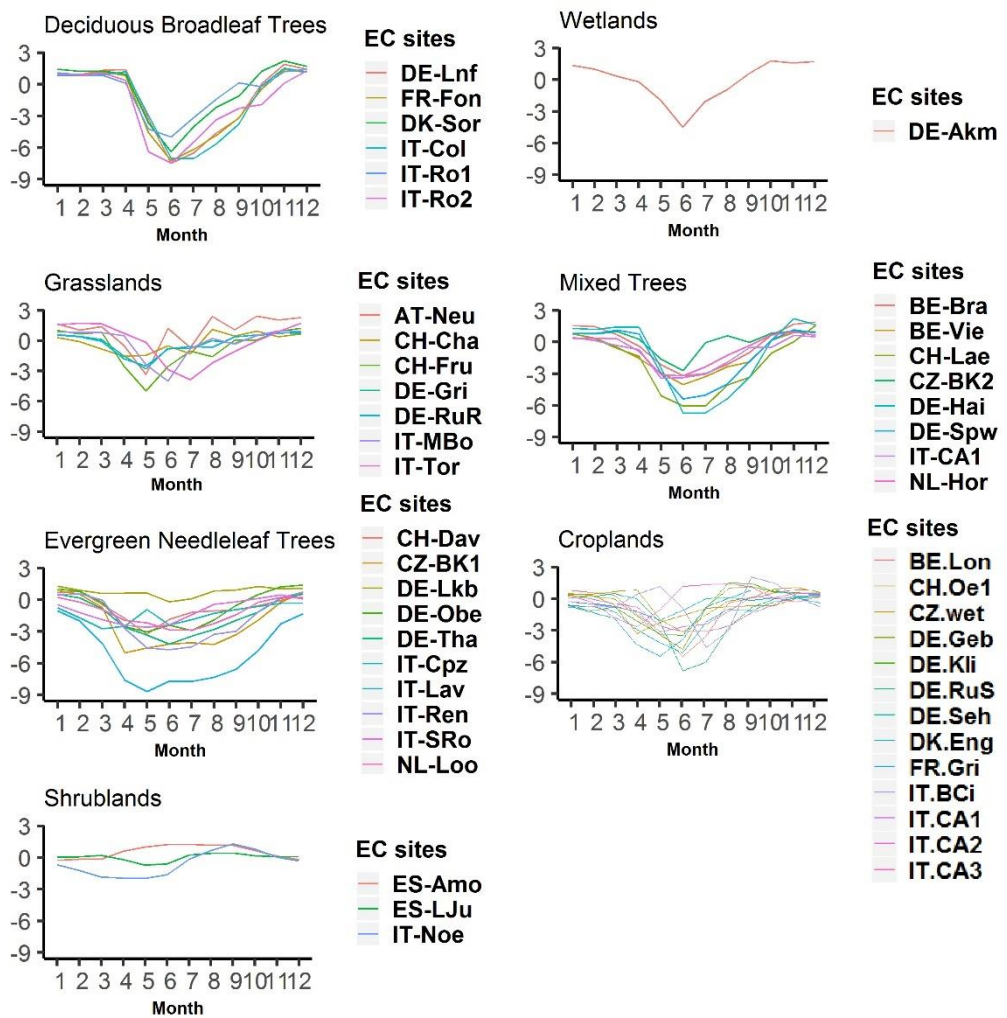 Deciduous Broadleaf Trees
3
0
-3
-6
-9
1 2 3 4 5 6 7 8 9 10 11 12
Month
EC sites
DE-Lnf
FR-Fon
DK-Sor
IT-Col
IT-Ro1
IT-Ro2
Wetlands
3
0
-3
-6
-9
1 2 3 4 5 6 7 8 9 10 11 12
Month
EC sites
DE-Akm
Grasslands
3
0
-3
-6
-9
1 2 3 4 5 6 7 8 9 10 11 12
Month
EC sites
AT-Neu
CH-Cha
CH-Fru
DE-Gri
DE-RuR
IT-MBo
IT-Tor
Mixed Trees
3
0
-3
-6
-9
1 2 3 4 5 6 7 8 9 10 11 12
Month
EC sites
BE-Bra
BE-Vie
CH-Lae
CZ-BK2
DE-Hai
DE-Spw
IT-CA1
NL-Hor
Evergreen Needleleaf Trees
3
0
-3
-6
-9
1 2 3 4 5 6 7 8 9 10 11 12
Month
EC sites
CH-Dav
CZ-BK1
DE-Lkb
DE-Obe
DE-Tha
IT-Cpz
IT-Lav
IT-Ren
IT-SRo
NL-Loo
Croplands
3
0
-3
-6
-9
1 2 3 4 5 6 7 8 9 10 11 12
Month
EC sites
BE.Lon
CH.Oe1
CZ.wet
DE.Geb
DE.Kli
DE.RuS
DE.Seh
DK.Eng
FR.Gri
IT.BCi
IT.CA1
IT.CA2
IT.CA3
Shrublands
3
0
-3
-6
-9
1 2 3 4 5 6 7 8 9 10 11 12
Month
EC sites
ES-Amo
ES-LJu
IT-Noe